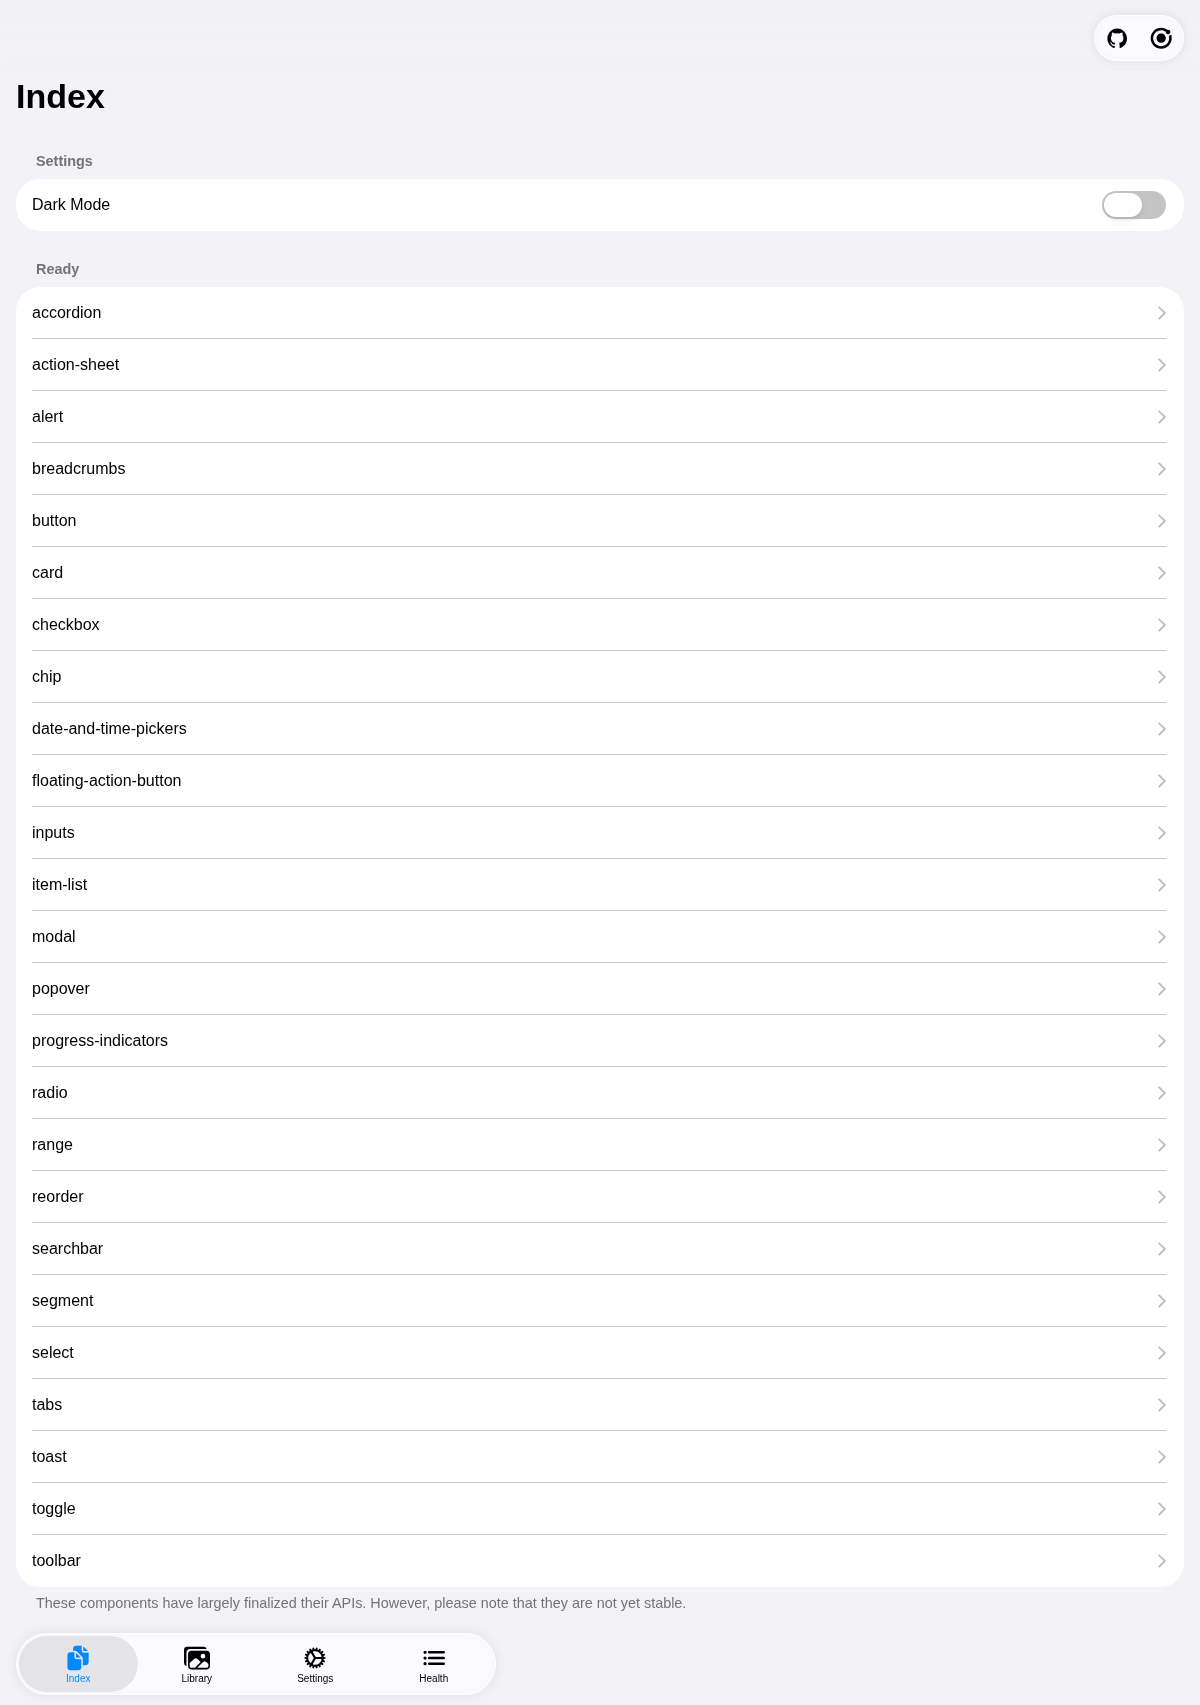 Index
Settings
Dark Mode
Ready
accordion
action-sheet
alert
breadcrumbs
button
card
checkbox
chip
date-and-time-pickers
floating-action-button
inputs
item-list
modal
popover
progress-indicators
radio
range
reorder
searchbar
segment
select
tabs
toast
toggle
toolbar
These components have largely finalized their APIs. However, please note that they are not yet stable.
Index
Library
Settings
Health